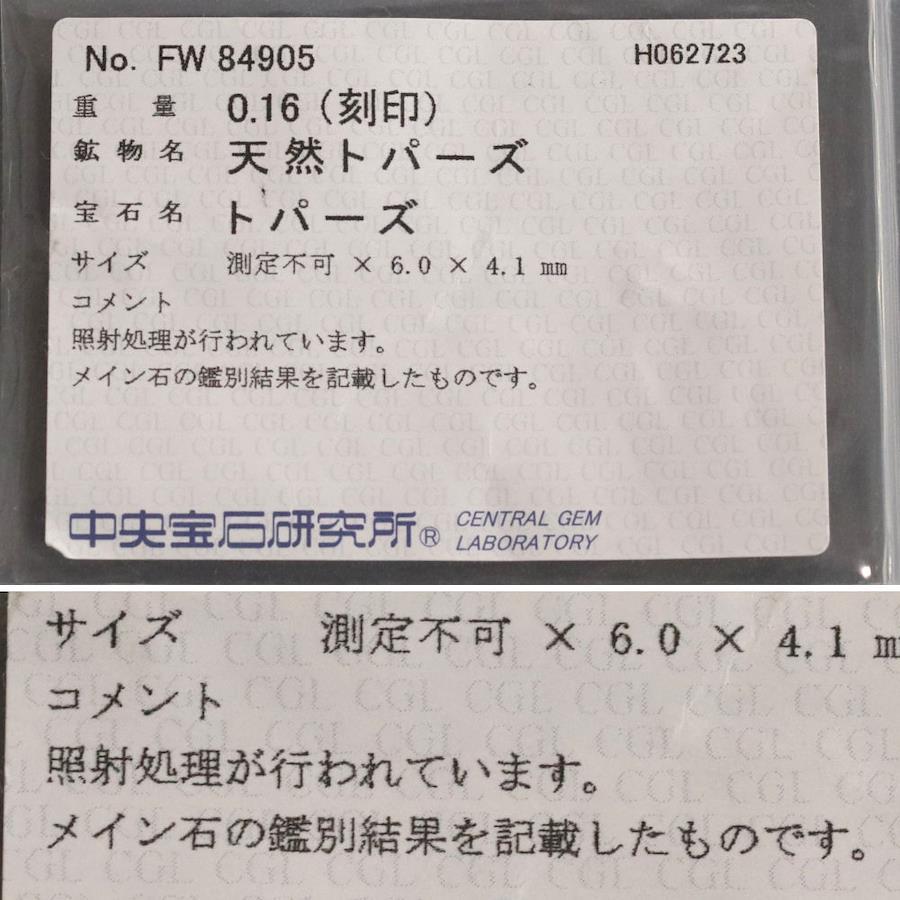 No. FW 84905 H062723
重量 0.16（刻印）
鉱物名 天然トパーズ
宝石名 トパーズ
サイズ 測定不可 × 6.0 × 4.1 mm
コメント
照射処理が行われています。
メイン石の鑑別結果を記載したものです。
中央宝石研究所® CENTRAL GEM
LABORATORY
サイズ 測定不可 × 6.0 × 4.1 m
コメント
照射処理が行われています。
メイン石の鑑別結果を記載したものです。